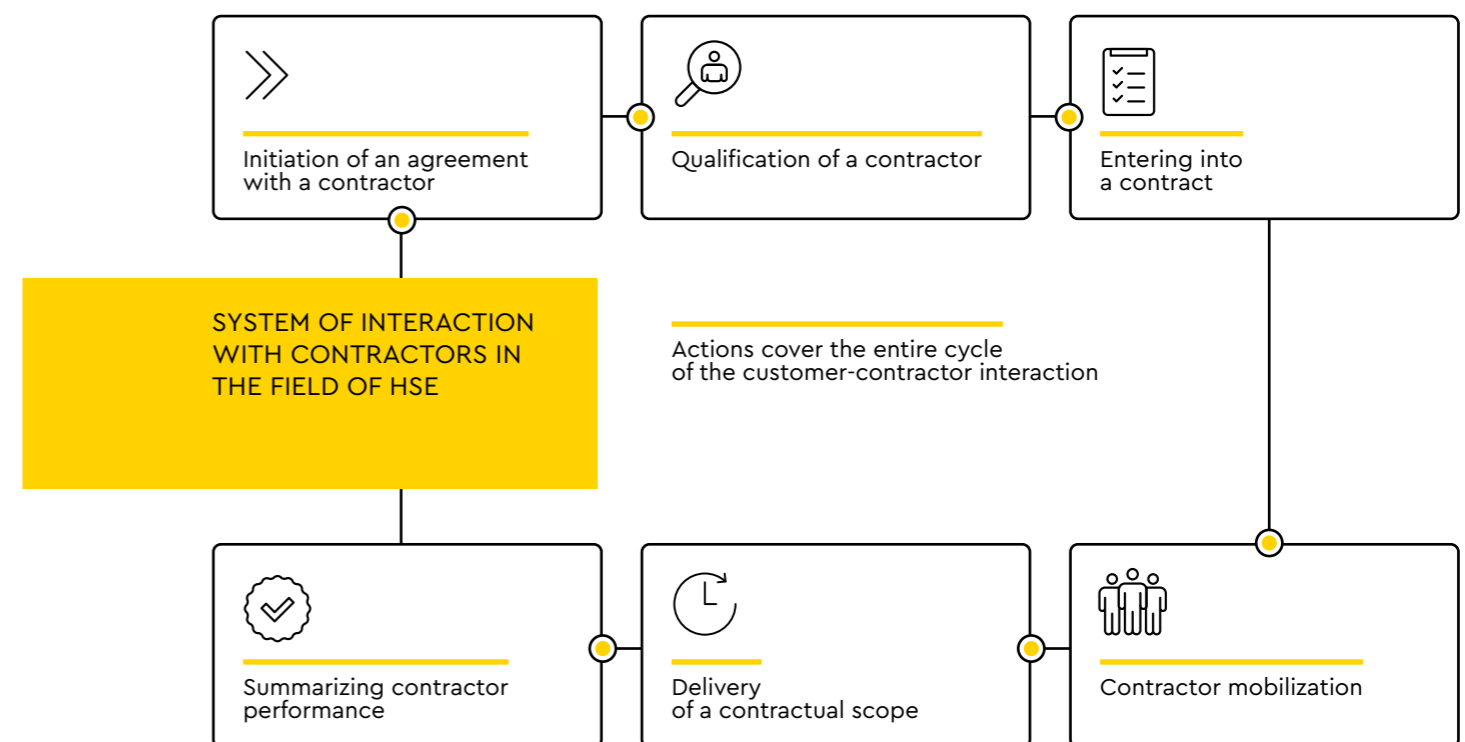 Initiation of an agreement
with a contractor
Qualification of a contractor
Entering into
a contract
SYSTEM OF INTERACTION
WITH CONTRACTORS IN
THE FIELD OF HSE
Actions cover the entire cycle
of the customer-contractor interaction
Summarizing contractor
performance
Delivery
of a contractual scope
Contractor mobilization